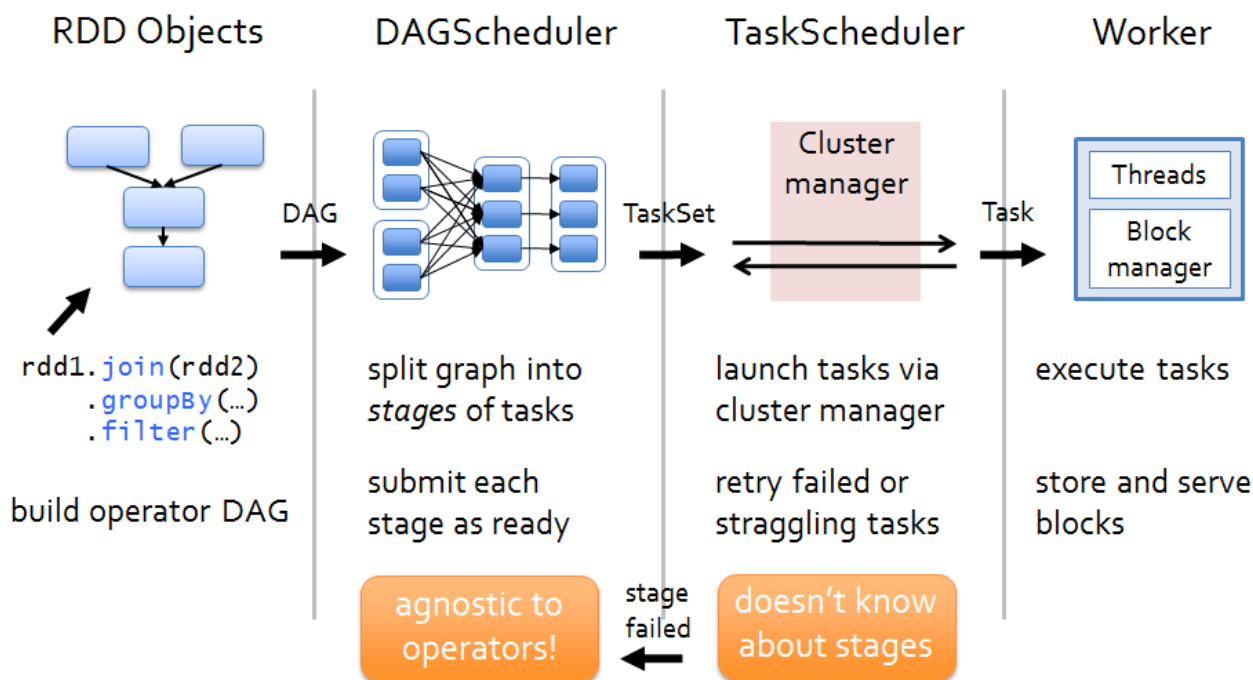 RDD Objects
DAGScheduler
TaskScheduler
Worker
DAG
TaskSet
Cluster
manager
Task
Threads
Block
manager
rdd1.join(rdd2)
.groupBy(…)
.filter(…)
build operator DAG
split graph into
stages of tasks
submit each
stage as ready
agnostic to
operators!
launch tasks via
cluster manager
retry failed or
straggling tasks
stage
failed
doesn’t know
about stages
execute tasks
store and serve
blocks